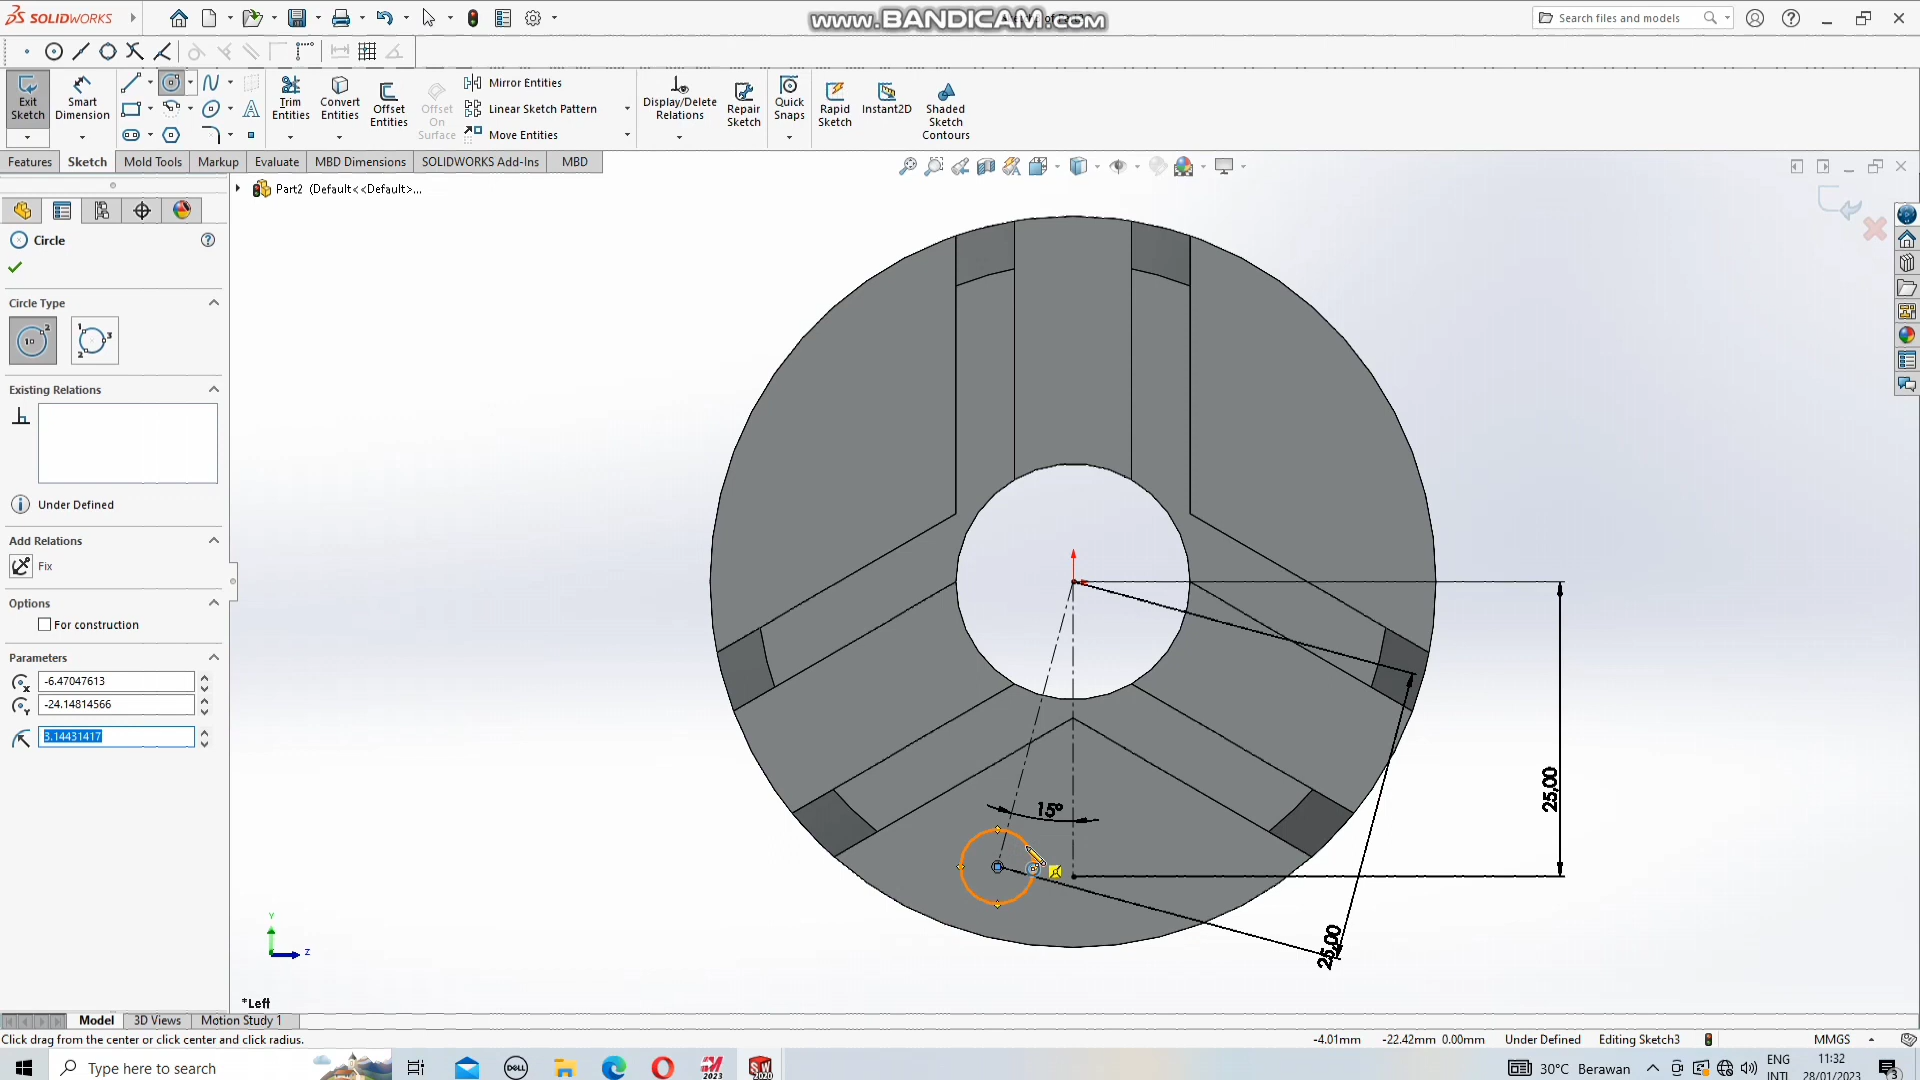 SOLIDWORKS
www.BANDICAM.com
Search files and models
Exit Sketch
Smart Dimension
Trim Entities
Convert Entities
Offset Entities
Offset On Surface
Mirror Entities
Linear Sketch Pattern
Move Entities
Display/Delete Relations
Repair Sketch
Quick Snaps
Rapid Sketch
Instant2D
Shaded Sketch Contours
Features
Sketch
Mold Tools
Markup
Evaluate
MBD Dimensions
SOLIDWORKS Add-Ins
MBD
Part2 (Default<<Default>...
Circle
Circle Type
Existing Relations
Under Defined
Add Relations
Fix
Options
For construction
Parameters
-6.47047613
-24.14814566
3.14431417
15°
25,00
25,00
Y
Z
*Left
Model
3D Views
Motion Study 1
Click drag from the center or click center and click radius.
-4.01mm
-22.42mm 0.00mm
Under Defined
Editing Sketch3
MMGS
Type here to search
30°C Berawan
ENG
INTL
11:32
28/01/2023